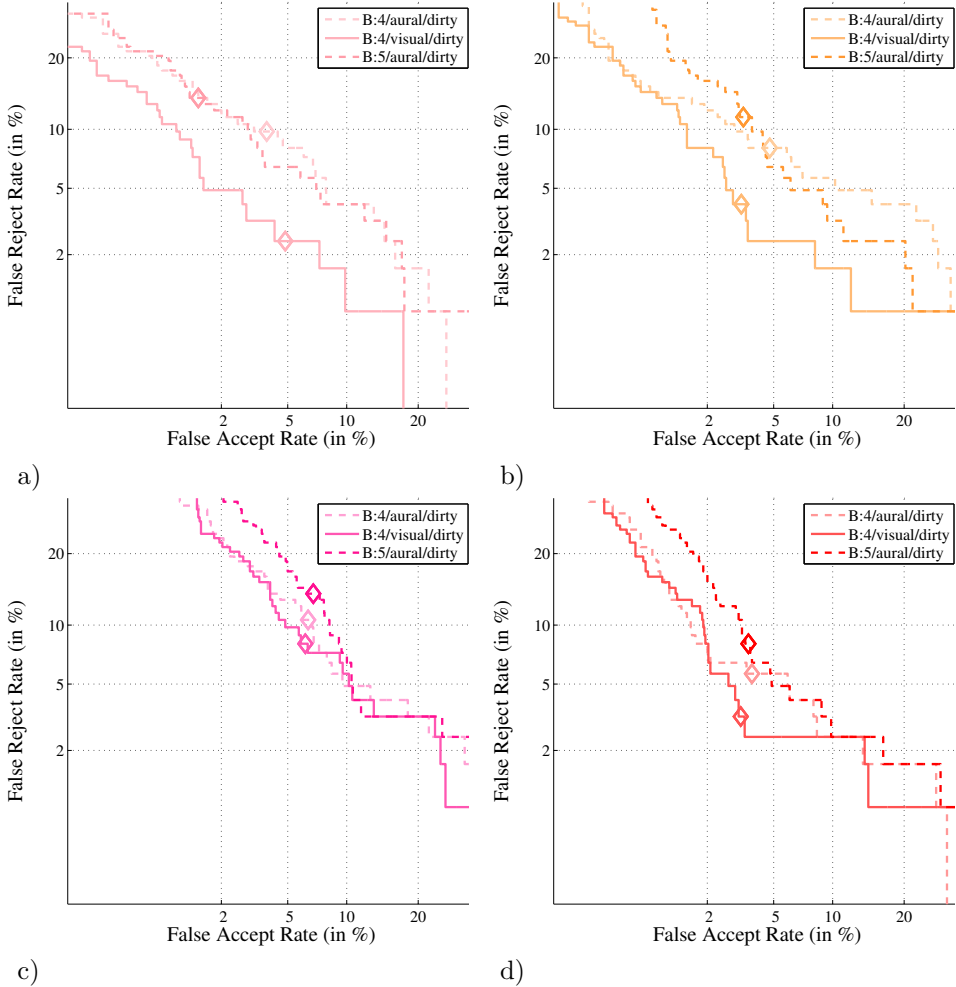 B:4/aural/dirty
B:4/visual/dirty
B:5/aural/dirty
20
10
5
2
False Reject Rate (in %)
2 5 10 20
False Accept Rate (in %)
a)
B:4/aural/dirty
B:4/visual/dirty
B:5/aural/dirty
20
10
5
2
False Reject Rate (in %)
2 5 10 20
False Accept Rate (in %)
b)
B:4/aural/dirty
B:4/visual/dirty
B:5/aural/dirty
20
10
5
2
False Reject Rate (in %)
2 5 10 20
False Accept Rate (in %)
c)
B:4/aural/dirty
B:4/visual/dirty
B:5/aural/dirty
20
10
5
2
False Reject Rate (in %)
2 5 10 20
False Accept Rate (in %)
d)